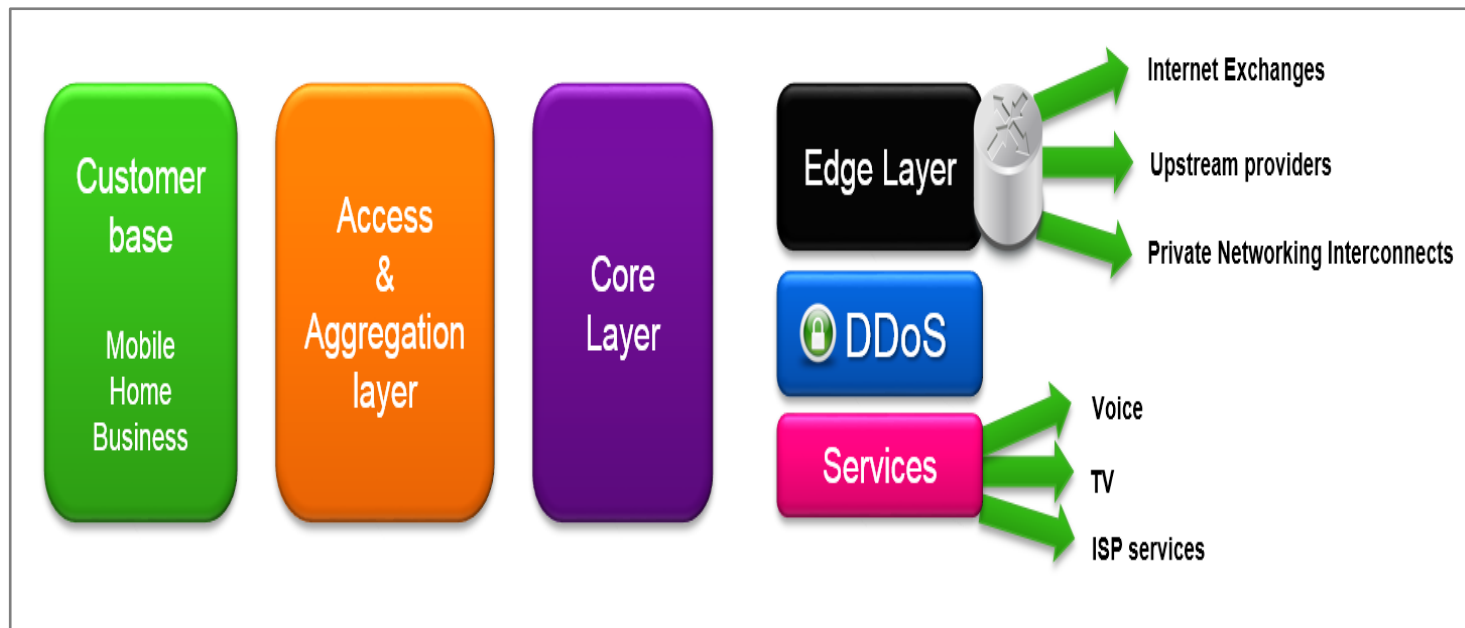 Customer
base
Mobile
Home
Business
Access
&
Aggregation
layer
Core
Layer
Edge Layer
Internet Exchanges
Upstream providers
Private Networking Interconnects
DDoS
Services
Voice
TV
ISP services